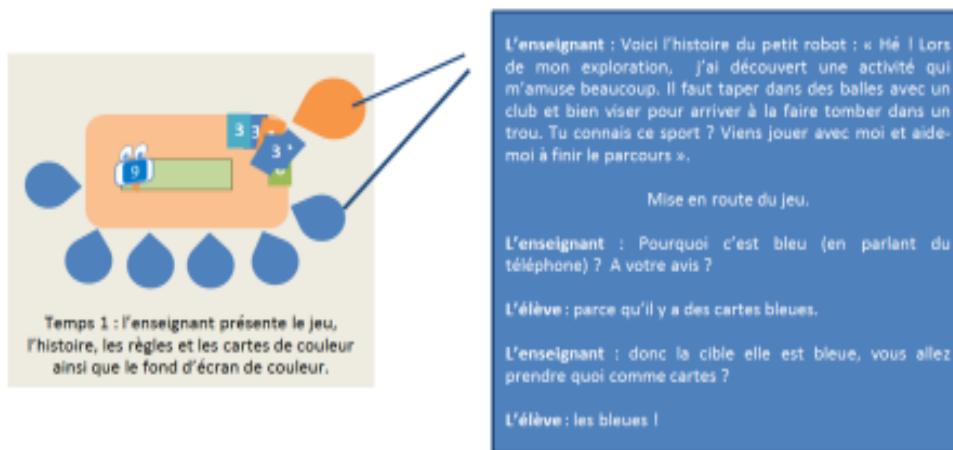 3 3
3
9
Temps 1 : l'enseignant présente le jeu,
l'histoire, les règles et les cartes de couleur
ainsi que le fond d'écran de couleur.
L'enseignant : Voici l'histoire du petit robot : « Hé ! Lors
de mon exploration, j'ai découvert une activité qui
m'amuse beaucoup. Il faut taper dans des balles avec un
club et bien viser pour arriver à la faire tomber dans un
trou. Tu connais ce sport ? Viens jouer avec moi et aide-
moi à finir le parcours ».
Mise en route du jeu.
L'enseignant : Pourquoi c'est bleu (en parlant du
téléphone) ? A votre avis ?
L'élève : parce qu'il y a des cartes bleues.
L'enseignant : donc la cible elle est bleue, vous allez
prendre quoi comme cartes ?
L'élève : les bleues !